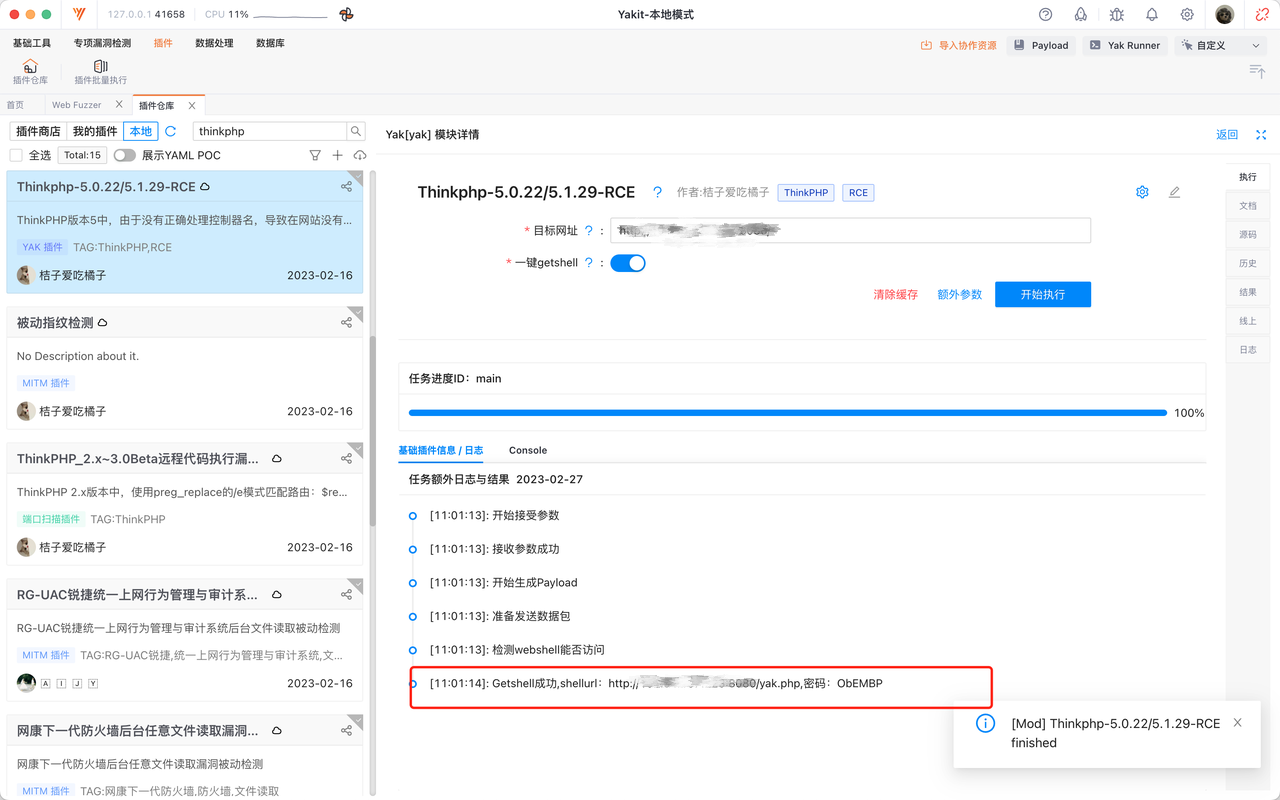 127.0.0.1 41658 CPU 11% Yakit-本地模式
基础工具 专项漏洞检测 插件 数据处理 数据库 导入协作资源 Payload Yak Runner 自定义
插件仓库 插件批量执行
首页 Web Fuzzer 插件仓库
插件商店 我的插件 本地 thinkphp
全选 Total:15 展示YAML POC
Thinkphp-5.0.22/5.1.29-RCE
ThinkPHP版本5中，由于没有正确处理控制器名，导致在网站没有...
YAK 插件 TAG:ThinkPHP,RCE
桔子爱吃橘子 2023-02-16
被动指纹检测
No Description about it.
MITM 插件
桔子爱吃橘子 2023-02-16
ThinkPHP_2.x~3.0Beta远程代码执行漏...
ThinkPHP 2.x版本中，使用preg_replace的/e模式匹配路由：$re...
端口扫描插件 TAG:ThinkPHP
桔子爱吃橘子 2023-02-16
RG-UAC锐捷统一上网行为管理与审计系...
RG-UAC锐捷统一上网行为管理与审计系统后台文件读取被动检测
MITM 插件 TAG:RG-UAC锐捷,统一上网行为管理与审计系统,文...
A I J Y 2023-02-16
网康下一代防火墙后台任意文件读取漏洞...
网康下一代防火墙后台任意文件读取漏洞被动检测
MITM 插件 TAG:网康下一代防火墙,防火墙,文件读取
Yak[yak] 模块详情 返回
Thinkphp-5.0.22/5.1.29-RCE ? 作者:桔子爱吃橘子 ThinkPHP RCE
* 目标网址 ? :
* 一键getshell ? :
清除缓存 额外参数 开始执行
任务进度ID：main
100%
基础插件信息 / 日志 Console
任务额外日志与结果 2023-02-27
[11:01:13]: 开始接受参数
[11:01:13]: 接收参数成功
[11:01:13]: 开始生成Payload
[11:01:13]: 准备发送数据包
[11:01:13]: 检测webshell能否访问
[11:01:14]: Getshell成功,shellurl：http:// 8080/yak.php,密码：ObEMBP
执行
文档
源码
历史
结果
线上
日志
[Mod] Thinkphp-5.0.22/5.1.29-RCE
finished